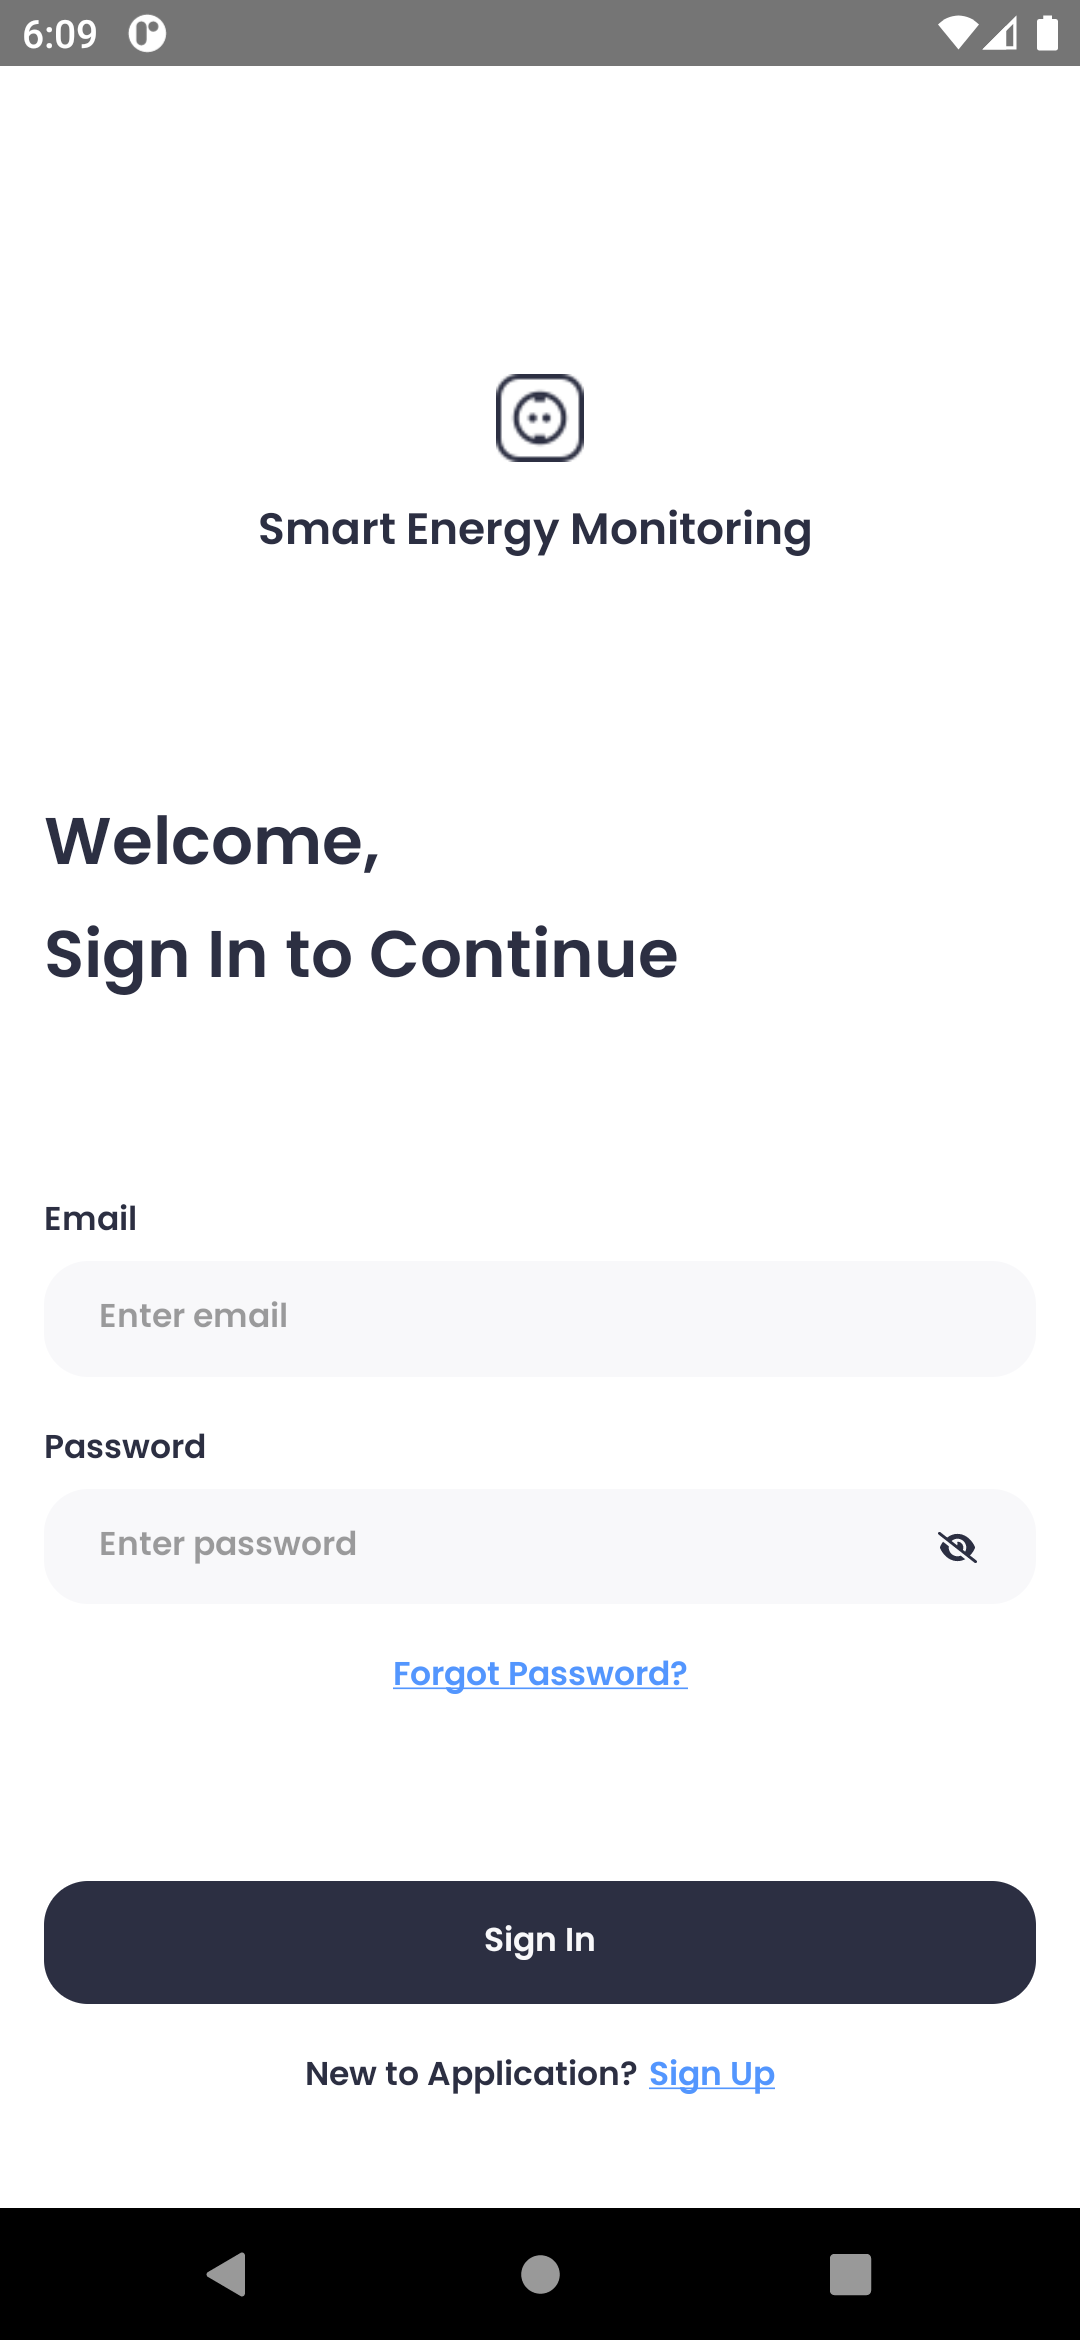 6:09
Smart Energy Monitoring
Welcome,
Sign In to Continue
Email
Enter email
Password
Enter password
Forgot Password?
Sign In
New to Application? Sign Up